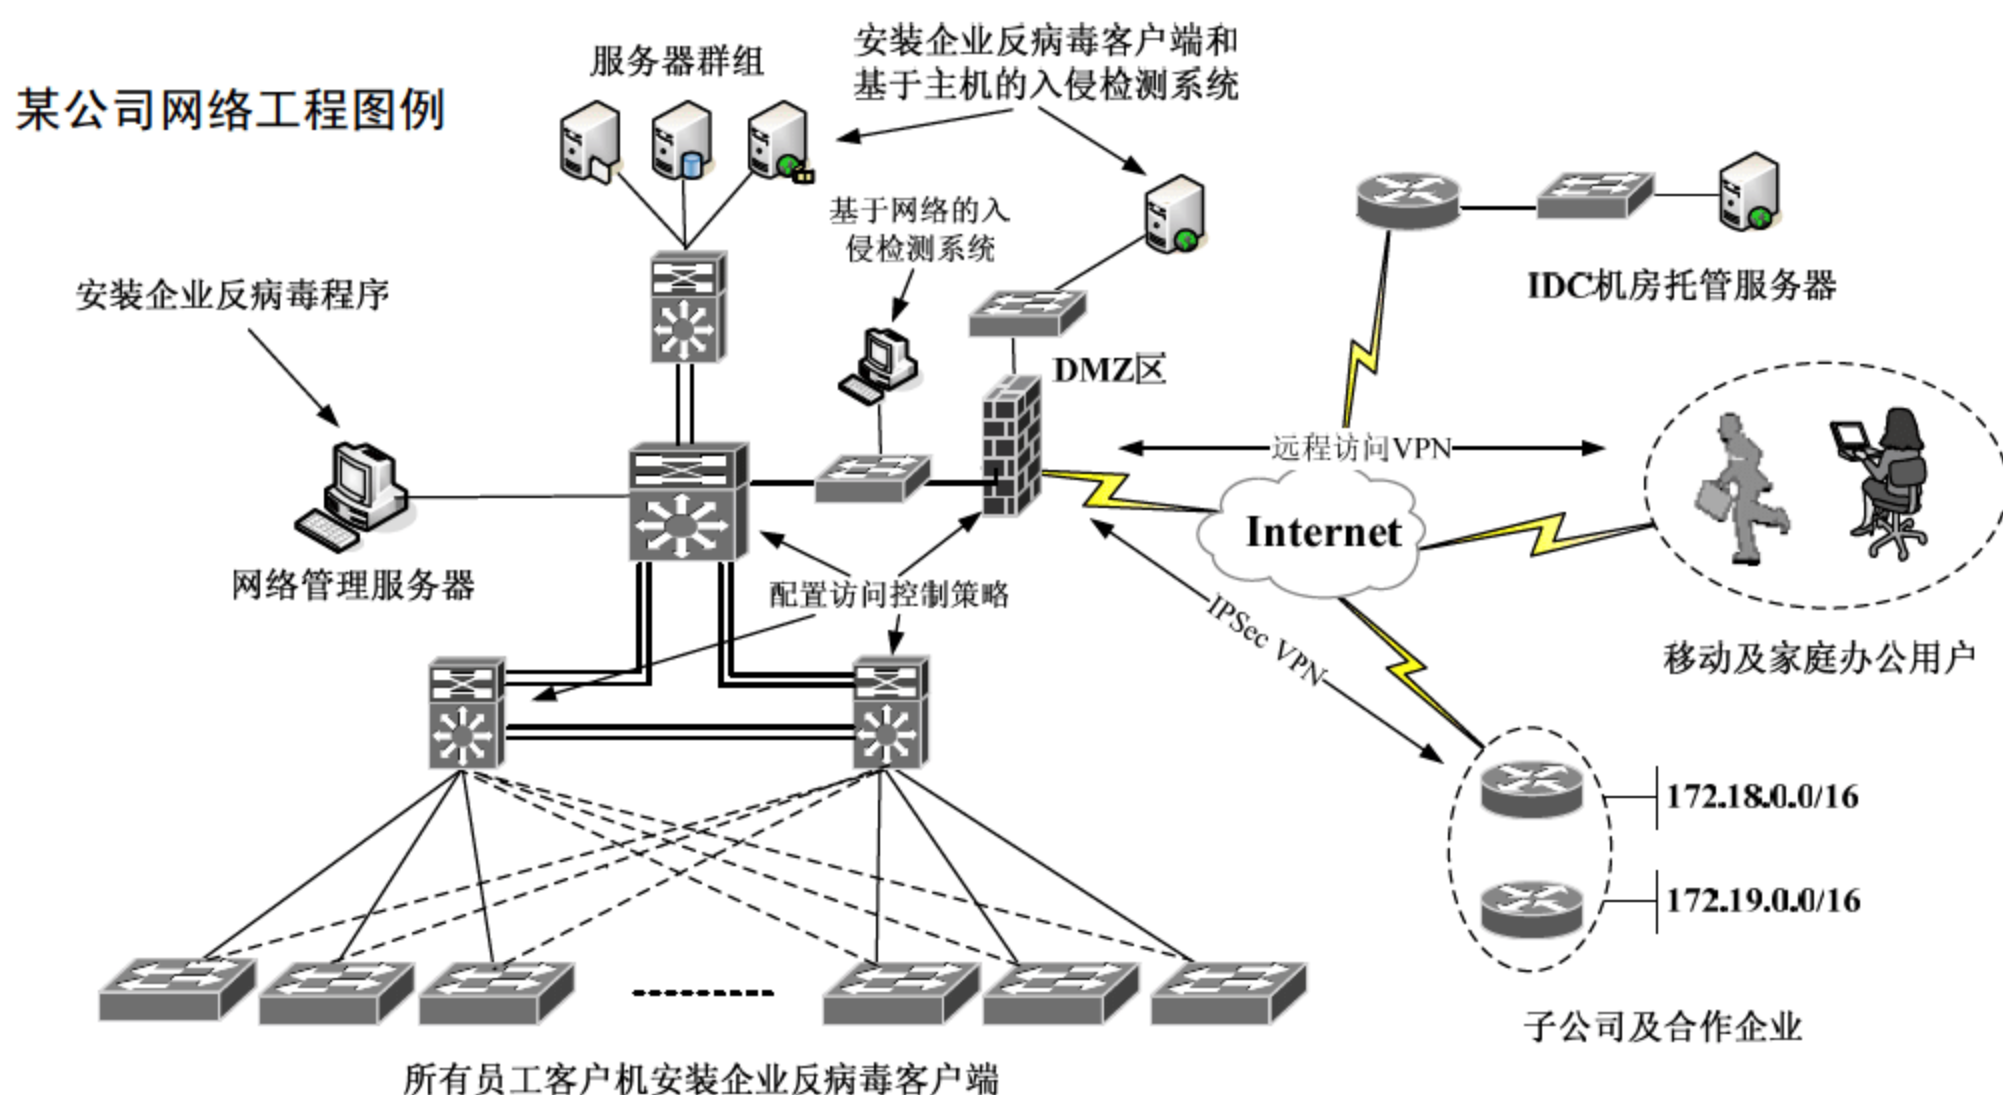 某公司网络工程图例
服务器群组
安装企业反病毒客户端和
基于主机的入侵检测系统
基于网络的入
侵检测系统
安装企业反病毒程序
IDC机房托管服务器
DMZ区
远程访问VPN
Internet
网络管理服务器
配置访问控制策略
IPSec VPN
移动及家庭办公用户
172.18.0.0/16
172.19.0.0/16
子公司及合作企业
所有员工客户机安装企业反病毒客户端